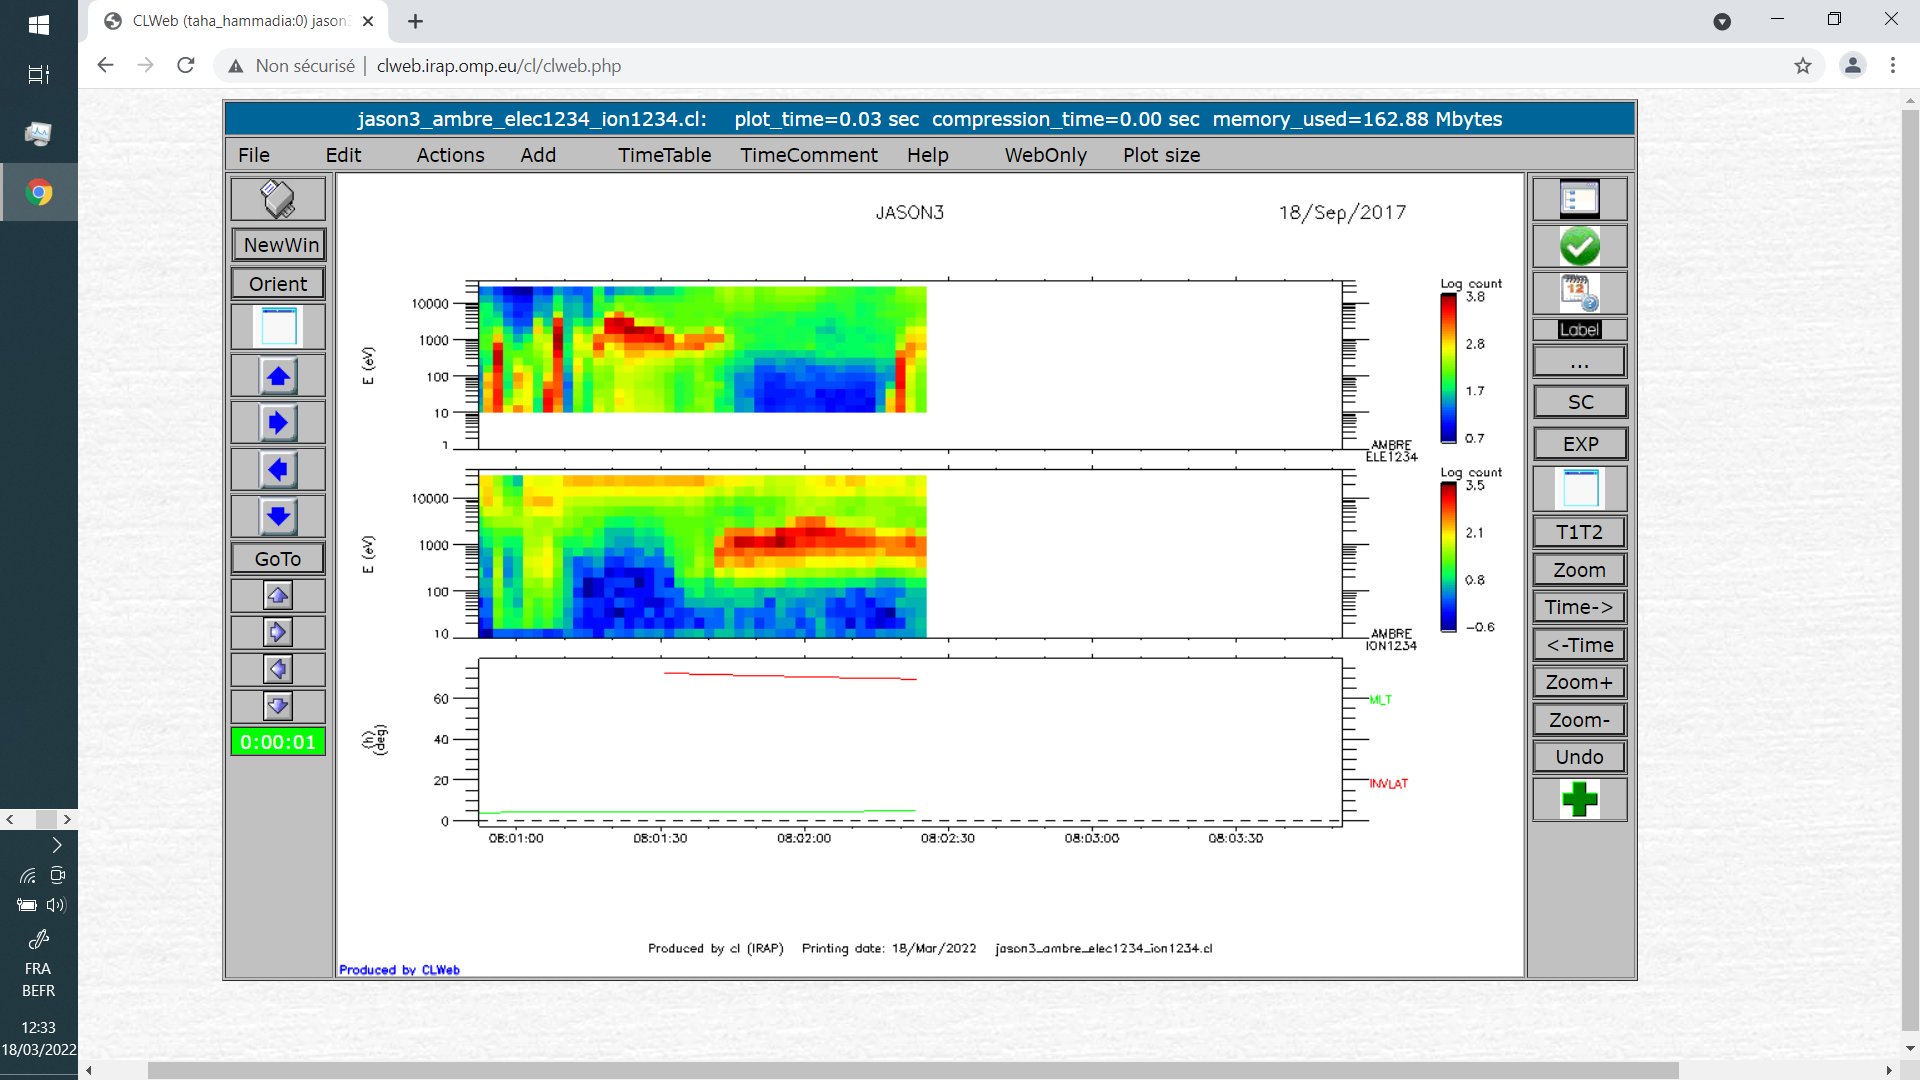 CLWeb (taha_hammadia:0) jason3
Non sécurisé | clweb.irap.omp.eu/cl/clweb.php
jason3_ambre_elec1234_ion1234.cl: plot_time=0.03 sec compression_time=0.00 sec memory_used=162.88 Mbytes
File Edit Actions Add TimeTable TimeComment Help WebOnly Plot size
NewWin
Orient
GoTo
0:00:01
JASON3 18/Sep/2017
E (eV)
10000
1000
100
10
1
Log count
3.8
2.8
1.7
0.7
AMBRE
ELE1234
E (eV)
10000
1000
100
10
Log count
3.5
2.1
0.8
-0.6
AMBRE
ION1234
(h)
(deg)
60
40
20
0
MLT
INVLAT
08:01:00 08:01:30 08:02:00 08:02:30 08:03:00 08:03:30
Produced by cl (IRAP) Printing date: 18/Mar/2022 jason3_ambre_elec1234_ion1234.cl
Produced by CLWeb
12
Label
...
SC
EXP
T1T2
Zoom
Time->
<-Time
Zoom+
Zoom-
Undo
FRA
BEFR
12:33
18/03/2022